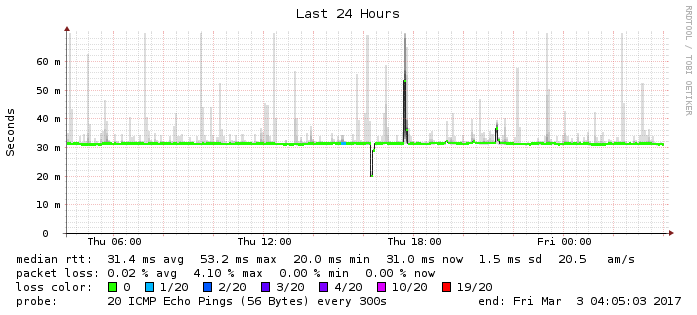 Last 24 Hours
RRDTOOL / TOBI OETIKER
Seconds
60 m
50 m
40 m
30 m
20 m
10 m
0
Thu 06:00 Thu 12:00 Thu 18:00 Fri 00:00
median rtt: 31.4 ms avg 53.2 ms max 20.0 ms min 31.0 ms now 1.5 ms sd 20.5 am/s
packet loss: 0.02 % avg 4.10 % max 0.00 % min 0.00 % now
loss color: 0 1/20 2/20 3/20 4/20 10/20 19/20
probe: 20 ICMP Echo Pings (56 Bytes) every 300s end: Fri Mar 3 04:05:03 2017